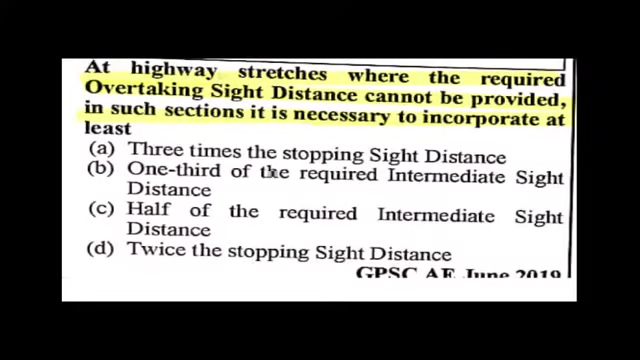 At highway stretches where the required
Overtaking Sight Distance cannot be provided,
in such sections it is necessary to incorporate at
least
(a) Three times the stopping Sight Distance
(b) One-third of the required Intermediate Sight
Distance
(c) Half of the required Intermediate Sight
Distance
(d) Twice the stopping Sight Distance
GPSC AE June 2019